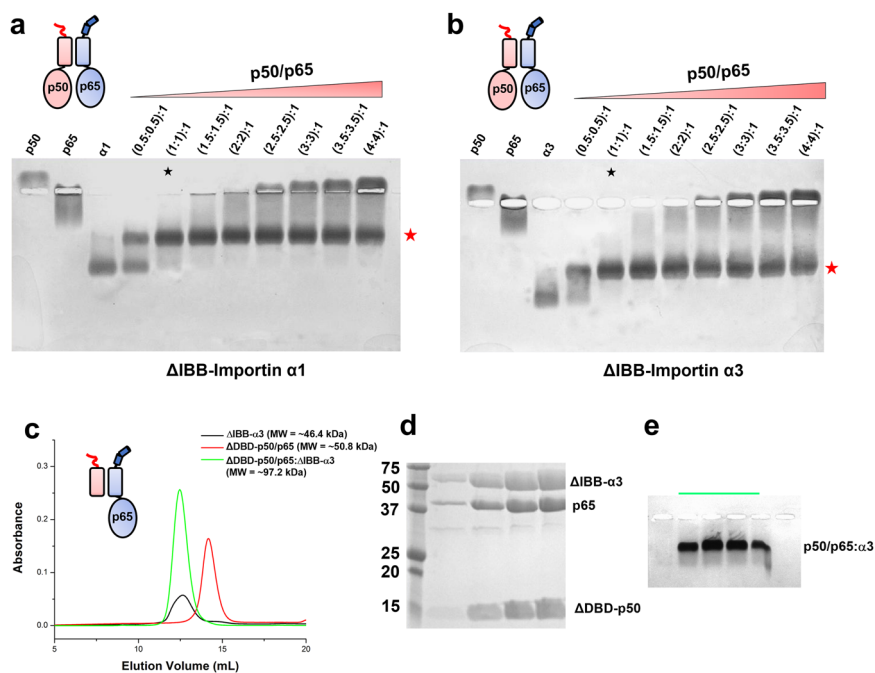 a
p50 p65
p50/p65
p50
p65
α1
(0.5:0.5):1
(1:1):1
(1.5:1.5):1
(2:2):1
(2.5:2.5):1
(3:3):1
(3.5:3.5):1
(4:4):1
ΔIBB-Importin α1
b
p50 p65
p50/p65
p50
p65
α3
(0.5:0.5):1
(1:1):1
(1.5:1.5):1
(2:2):1
(2.5:2.5):1
(3:3):1
(3.5:3.5):1
(4:4):1
ΔIBB-Importin α3
c
p65
ΔIBB-α3 (MW = ~46.4 kDa)
ΔDBD-p50/p65 (MW = ~50.8 kDa)
ΔDBD-p50/p65:ΔIBB-α3
(MW = ~97.2 kDa)
Absorbance
0.3
0.2
0.1
0.0
5 10 15 20
Elution Volume (mL)
d
75
50
37
25
20
15
ΔIBB-α3
p65
ΔDBD-p50
e
p50/p65:α3